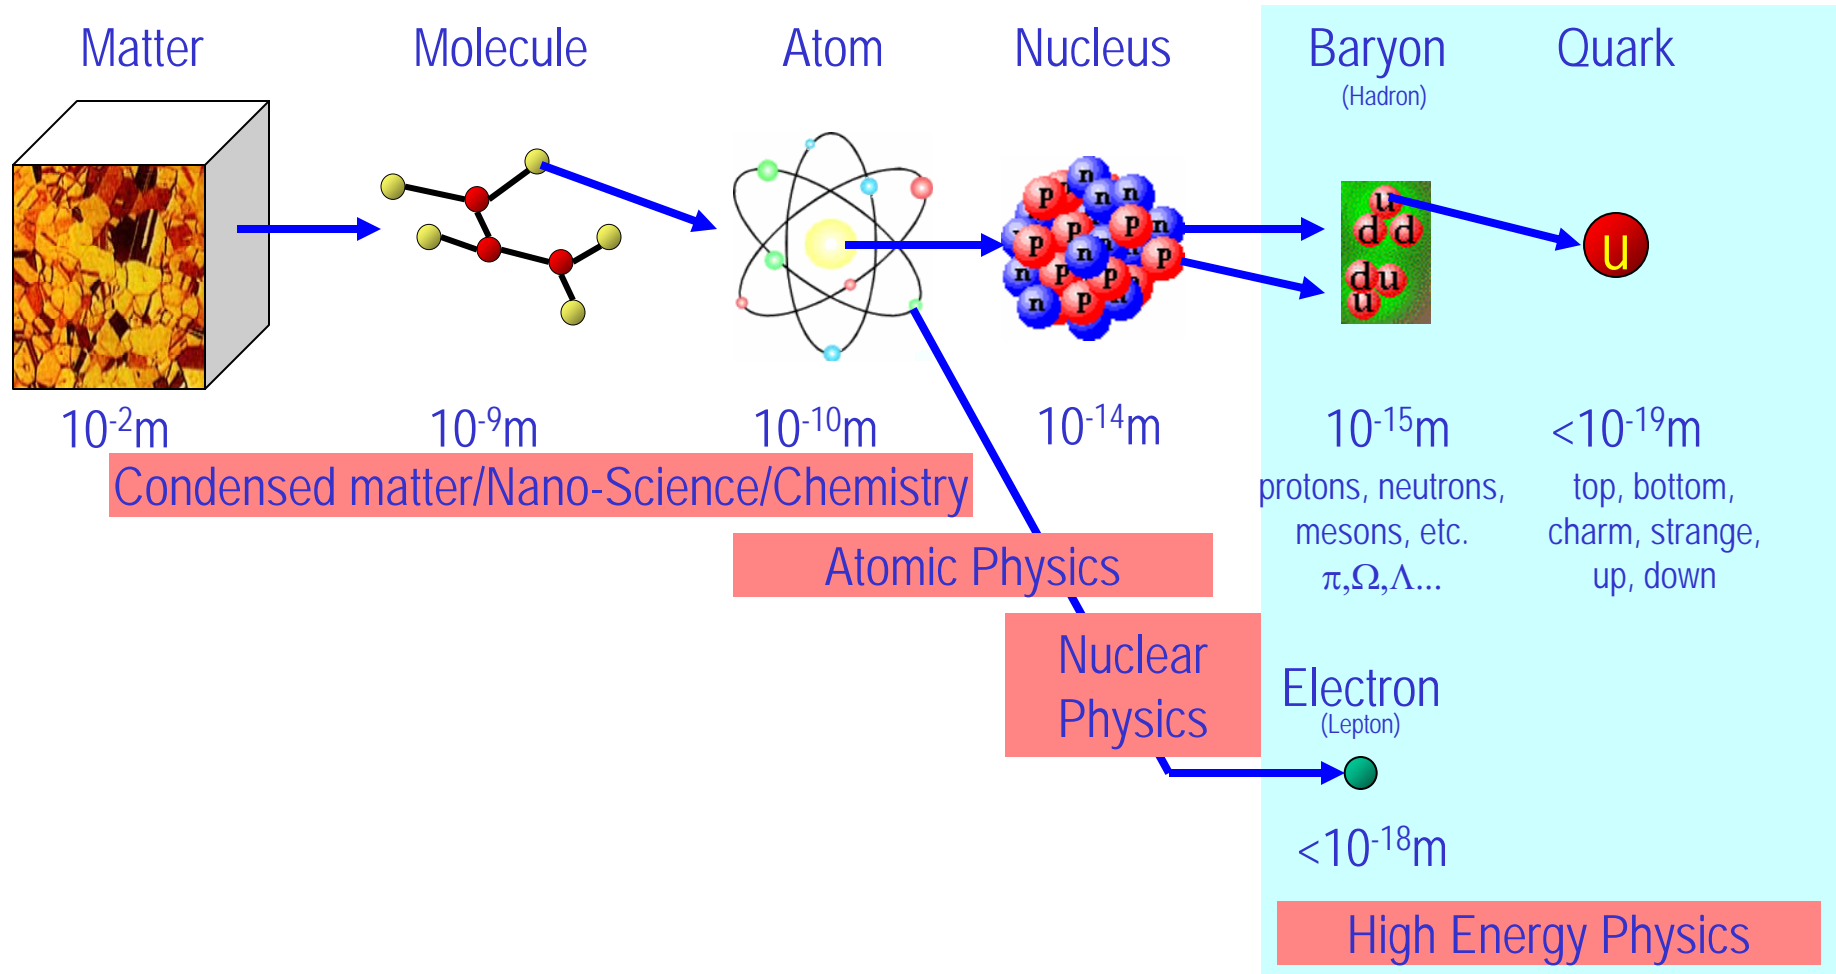 Matter Molecule Atom Nucleus Baryon Quark
(Hadron)
n
p n n
p p n
p n p
n p p
n p
u
d d
d u
u
u
10⁻²m 10⁻⁹m 10⁻¹⁰m 10⁻¹⁴m 10⁻¹⁵m <10⁻¹⁹m
Condensed matter/Nano-Science/Chemistry
protons, neutrons,
mesons, etc.
π,Ω,Λ...
top, bottom,
charm, strange,
up, down
Atomic Physics
Nuclear
Physics
Electron
(Lepton)
<10⁻¹⁸m
High Energy Physics